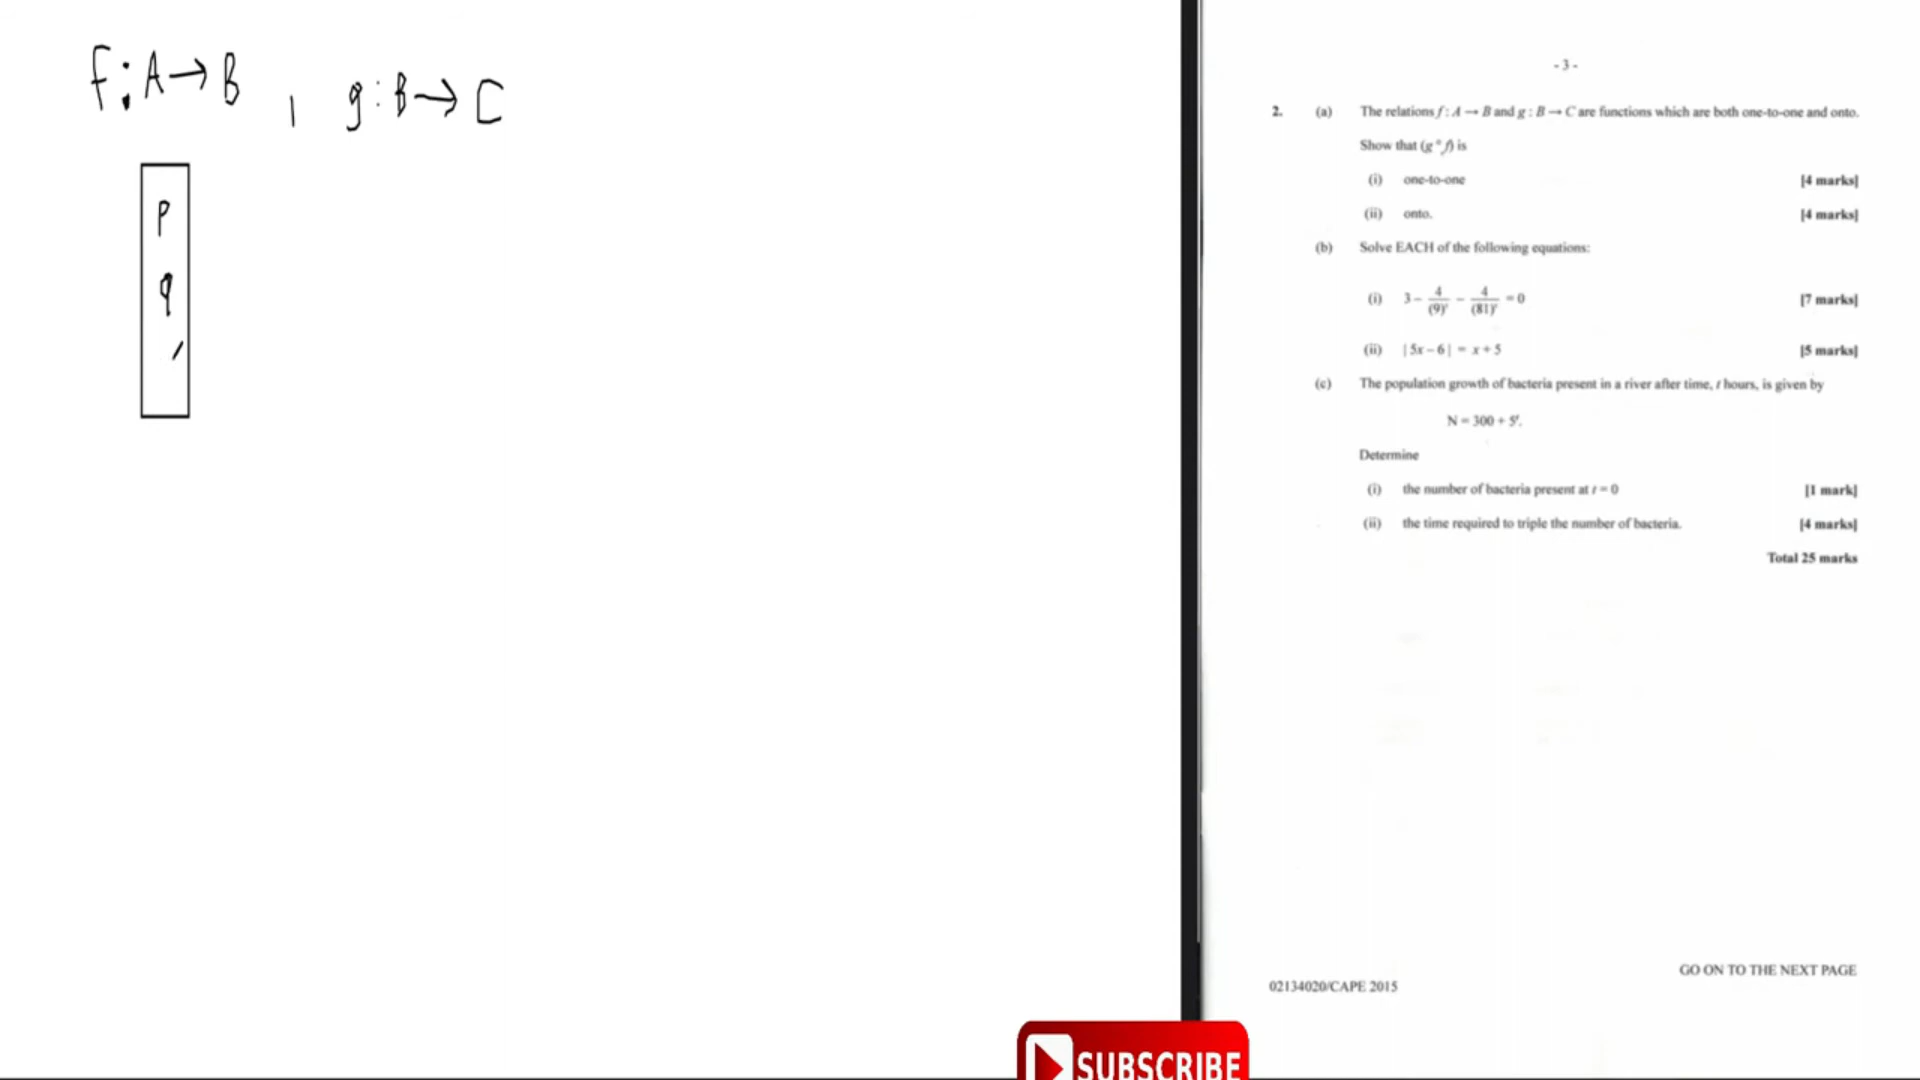 f:A→B , g:B→C
p
q
- 3 -
2. (a) The relations f : A → B and g : B → C are functions which are both one-to-one and onto.
Show that (g ° f) is
(i) one-to-one [4 marks]
(ii) onto. [4 marks]
(b) Solve EACH of the following equations:
(i) 3 – 4/(9)ˣ – 4/(81)ˣ = 0 [7 marks]
(ii) | 5x – 6 | = x + 5 [5 marks]
(c) The population growth of bacteria present in a river after time, t hours, is given by
N = 300 + 5ᵗ.
Determine
(i) the number of bacteria present at t = 0 [1 mark]
(ii) the time required to triple the number of bacteria. [4 marks]
Total 25 marks
GO ON TO THE NEXT PAGE
02134020/CAPE 2015
SUBSCRIBE